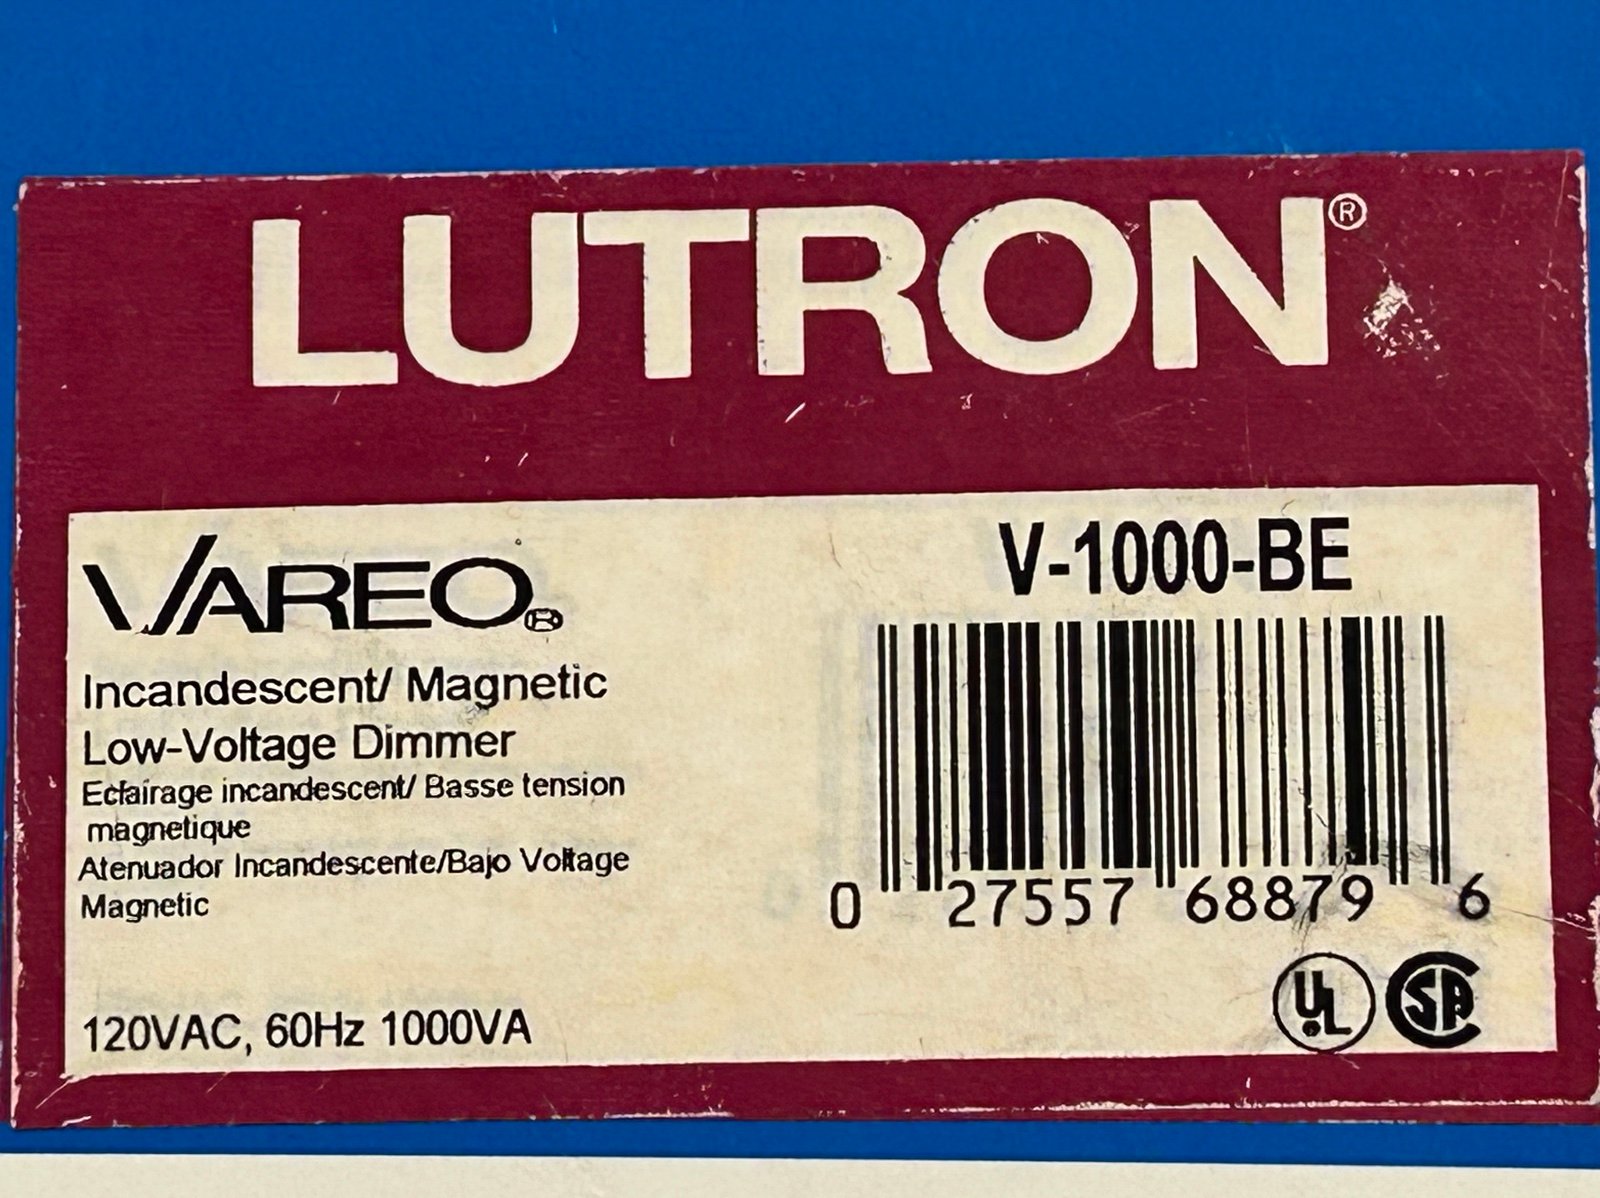 LUTRON®
VAREO®
Incandescent/ Magnetic
Low-Voltage Dimmer
Eclairage incandescent/ Basse tension
magnetique
Atenuador Incandescente/Bajo Voltage
Magnetic
120VAC, 60Hz 1000VA
V-1000-BE
0 27557 68879 6
UL
CSA